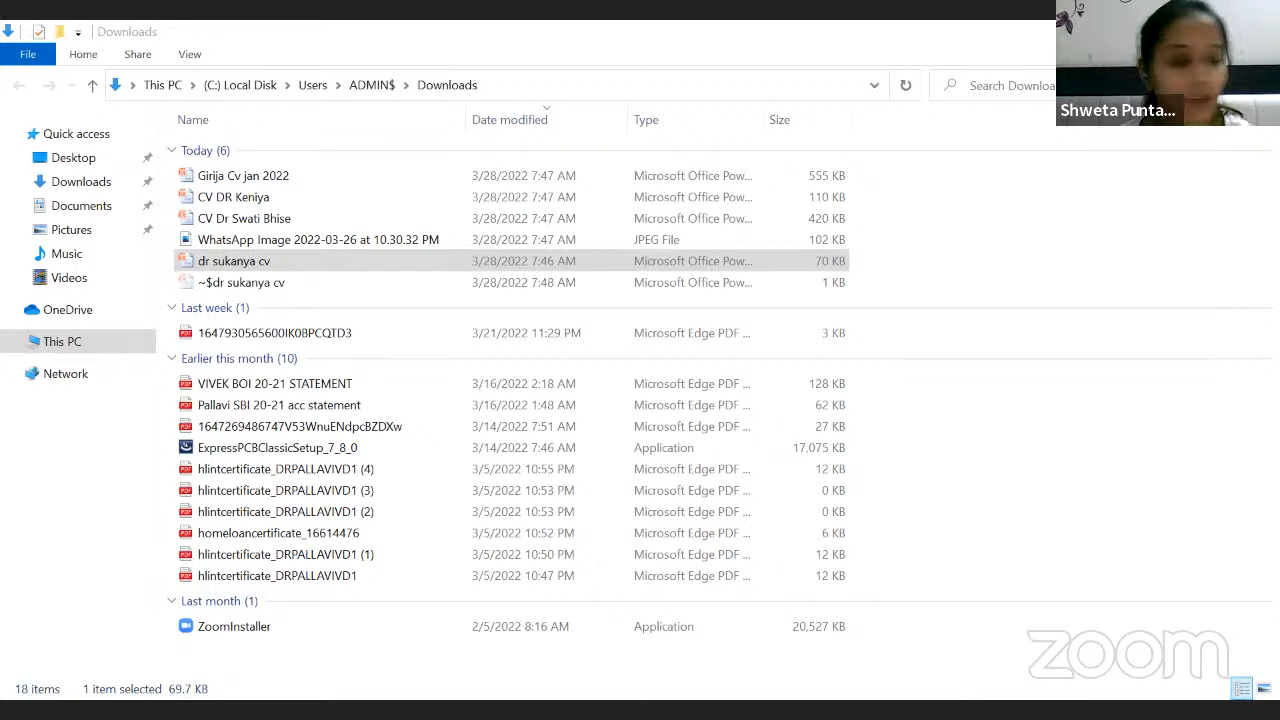 Downloads
File Home Share View
This PC (C:) Local Disk Users ADMIN$ Downloads
Search Downloa
Shweta Punta...
Name Date modified Type Size
Quick access
Desktop
Downloads
Documents
Pictures
Music
Videos
OneDrive
This PC
Network
Today (6)
Girija Cv jan 2022 3/28/2022 7:47 AM Microsoft Office Pow... 555 KB
CV DR Keniya 3/28/2022 7:47 AM Microsoft Office Pow... 110 KB
CV Dr Swati Bhise 3/28/2022 7:47 AM Microsoft Office Pow... 420 KB
WhatsApp Image 2022-03-26 at 10.30.32 PM 3/28/2022 7:47 AM JPEG File 102 KB
dr sukanya cv 3/28/2022 7:46 AM Microsoft Office Pow... 70 KB
~$dr sukanya cv 3/28/2022 7:48 AM Microsoft Office Pow... 1 KB
Last week (1)
1647930565600IK0BPCQTD3 3/21/2022 11:29 PM Microsoft Edge PDF ... 3 KB
Earlier this month (10)
VIVEK BOI 20-21 STATEMENT 3/16/2022 2:18 AM Microsoft Edge PDF ... 128 KB
Pallavi SBI 20-21 acc statement 3/16/2022 1:48 AM Microsoft Edge PDF ... 62 KB
1647269486747V53WnuENdpcBZDXw 3/14/2022 7:51 AM Microsoft Edge PDF ... 27 KB
ExpressPCBClassicSetup_7_8_0 3/14/2022 7:46 AM Application 17,075 KB
hlintcertificate_DRPALLAVIVD1 (4) 3/5/2022 10:55 PM Microsoft Edge PDF ... 12 KB
hlintcertificate_DRPALLAVIVD1 (3) 3/5/2022 10:53 PM Microsoft Edge PDF ... 0 KB
hlintcertificate_DRPALLAVIVD1 (2) 3/5/2022 10:53 PM Microsoft Edge PDF ... 0 KB
homeloancertificate_16614476 3/5/2022 10:52 PM Microsoft Edge PDF ... 6 KB
hlintcertificate_DRPALLAVIVD1 (1) 3/5/2022 10:50 PM Microsoft Edge PDF ... 12 KB
hlintcertificate_DRPALLAVIVD1 3/5/2022 10:47 PM Microsoft Edge PDF ... 12 KB
Last month (1)
ZoomInstaller 2/5/2022 8:16 AM Application 20,527 KB
zoom
18 items 1 item selected 69.7 KB